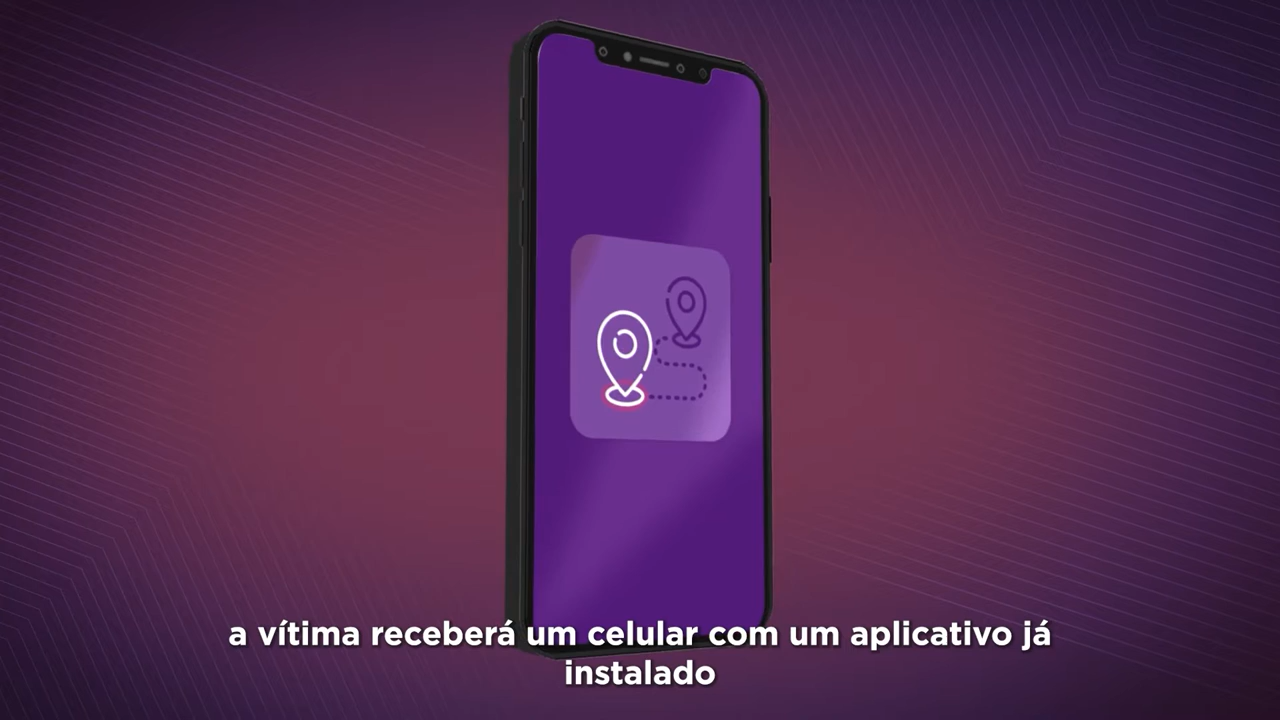 a vítima receberá um celular com um aplicativo já
instalado